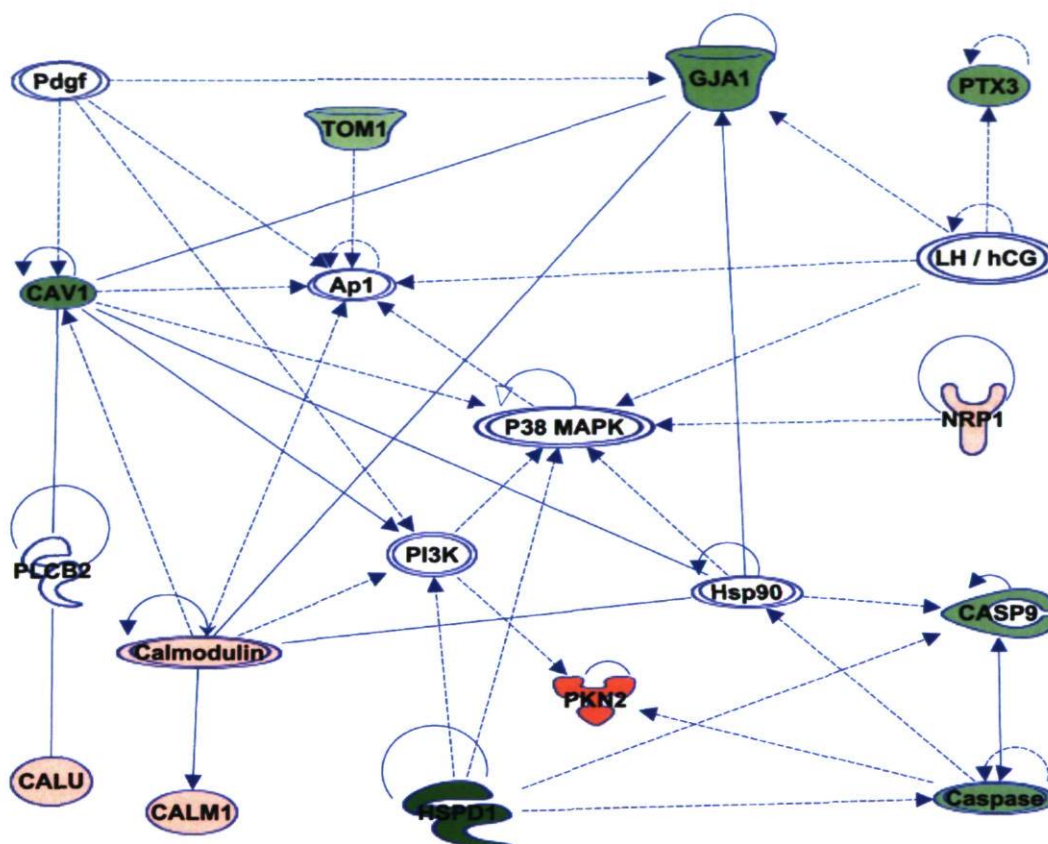 Pdgf
GJA1
PTX3
TOM1
LH / hCG
CAV1
Ap1
NRP1
P38 MAPK
PI3K
PLCB2
Hsp90
CASP9
Calmodulin
PKN2
CALU
CALM1
HSPD1
Caspase